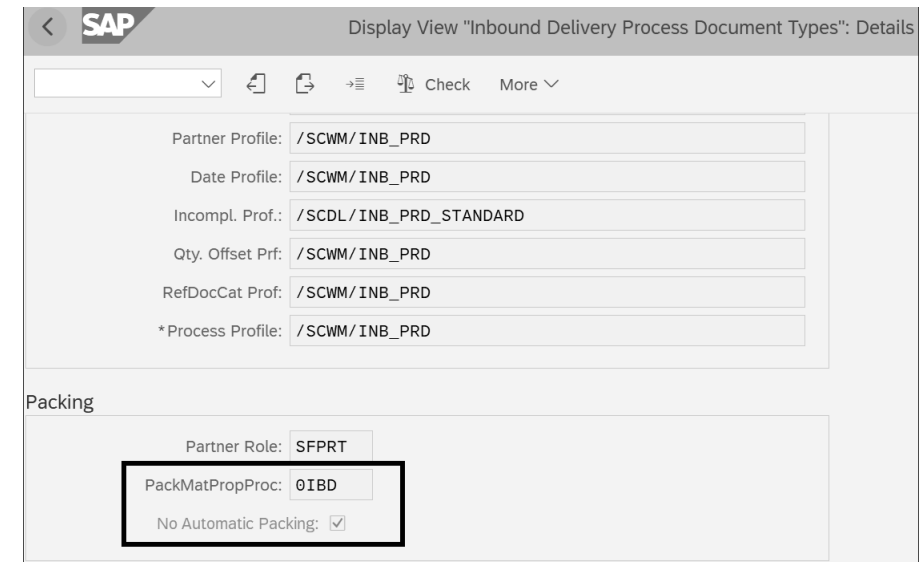 SAP
Display View "Inbound Delivery Process Document Types": Details
Check More
Partner Profile: /SCWM/INB_PRD
Date Profile: /SCWM/INB_PRD
Incompl. Prof.: /SCDL/INB_PRD_STANDARD
Qty. Offset Prf: /SCWM/INB_PRD
RefDocCat Prof: /SCWM/INB_PRD
*Process Profile: /SCWM/INB_PRD
Packing
Partner Role: SFPRT
PackMatPropProc: 0IBD
No Automatic Packing: